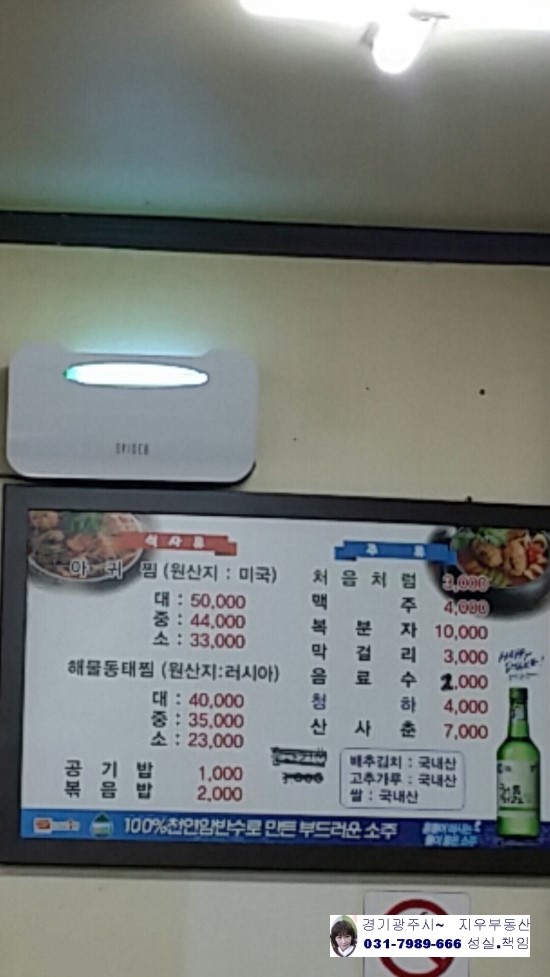 SPIDER
식사류
아 귀 찜 (원산지 : 미국)
대 : 50,000
중 : 44,000
소 : 33,000
해물동태찜 (원산지:러시아)
대 : 40,000
중 : 35,000
소 : 23,000
공 기 밥 1,000
볶 음 밥 2,000
주 류
처 음 처 럼 3,000
맥 주 4,000
복 분 자 10,000
막 걸 리 3,000
음 료 수 2,000
청 하 4,000
산 사 춘 7,000
배추김치 : 국내산
고추가루 : 국내산
쌀 : 국내산
100%천연암반수로 만든 부드러운 소주
경기광주시~ 지우부동산
031-7989-666 성실.책임